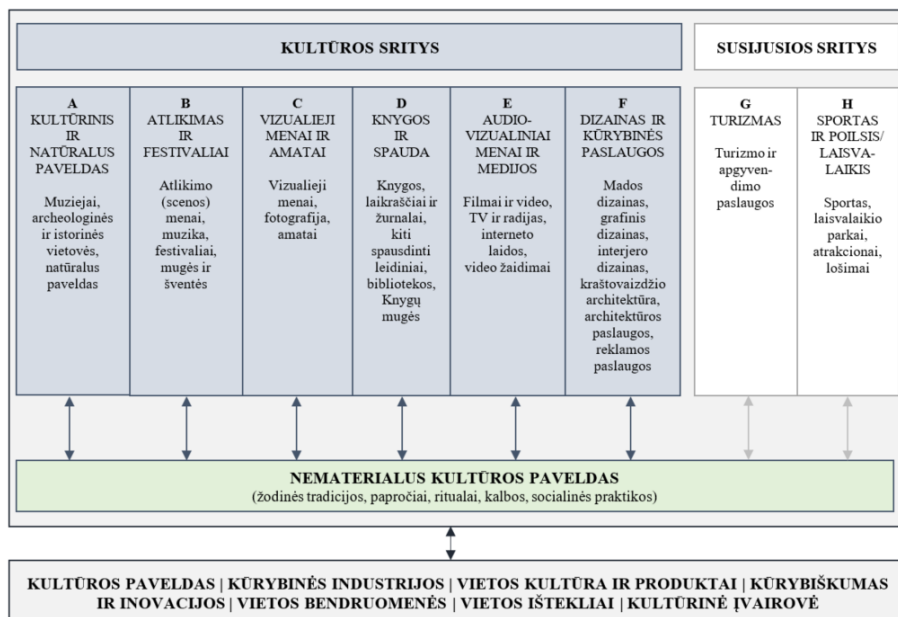 KULTŪROS SRITYS
SUSIJUSIOS SRITYS
A
KULTŪRINIS
IR
NATŪRALUS
PAVELDAS
Muziejai,
archeologinės
ir istorinės
vietovės,
natūralus
paveldas
B
ATLIKIMAS
IR
FESTIVALIAI
Atlikimo
(scenos)
menai,
muzika,
festivaliai,
mugės ir
šventės
C
VIZUALIEJI
MENAI IR
AMATAI
Vizualieji
menai,
fotografija,
amatai
D
KNYGOS
IR
SPAUDA
Knygos,
laikraščiai ir
žurnalai,
kiti
spausdinti
leidiniai,
bibliotekos,
Knygų
mugės
E
AUDIO-
VIZUALINIAI
MENAI IR
MEDIJOS
Filmai ir video,
TV ir radijas,
interneto
laidos,
video žaidimai
F
DIZAINAS IR
KŪRYBINĖS
PASLAUGOS
Mados
dizainas,
grafinis
dizainas,
interjero
dizainas,
kraštovaizdžio
architektūra,
architektūros
paslaugos,
reklamos
paslaugos
G
TURIZMAS
Turizmo ir
apgyven-
dimo
paslaugos
H
SPORTAS
IR POILSIS/
LAISVA-
LAIKIS
Sportas,
laisvalaikio
parkai,
atrakcionai,
lošimai
NEMATERIALUS KULTŪROS PAVELDAS
(žodinės tradicijos, papročiai, ritualai, kalbos, socialinės praktikos)
KULTŪROS PAVELDAS | KŪRYBINĖS INDUSTRIJOS | VIETOS KULTŪRA IR PRODUKTAI | KŪRYBIŠKUMAS
IR INOVACIJOS | VIETOS BENDRUOMENĖS | VIETOS IŠTEKLIAI | KULTŪRINĖ ĮVAIROVĖ